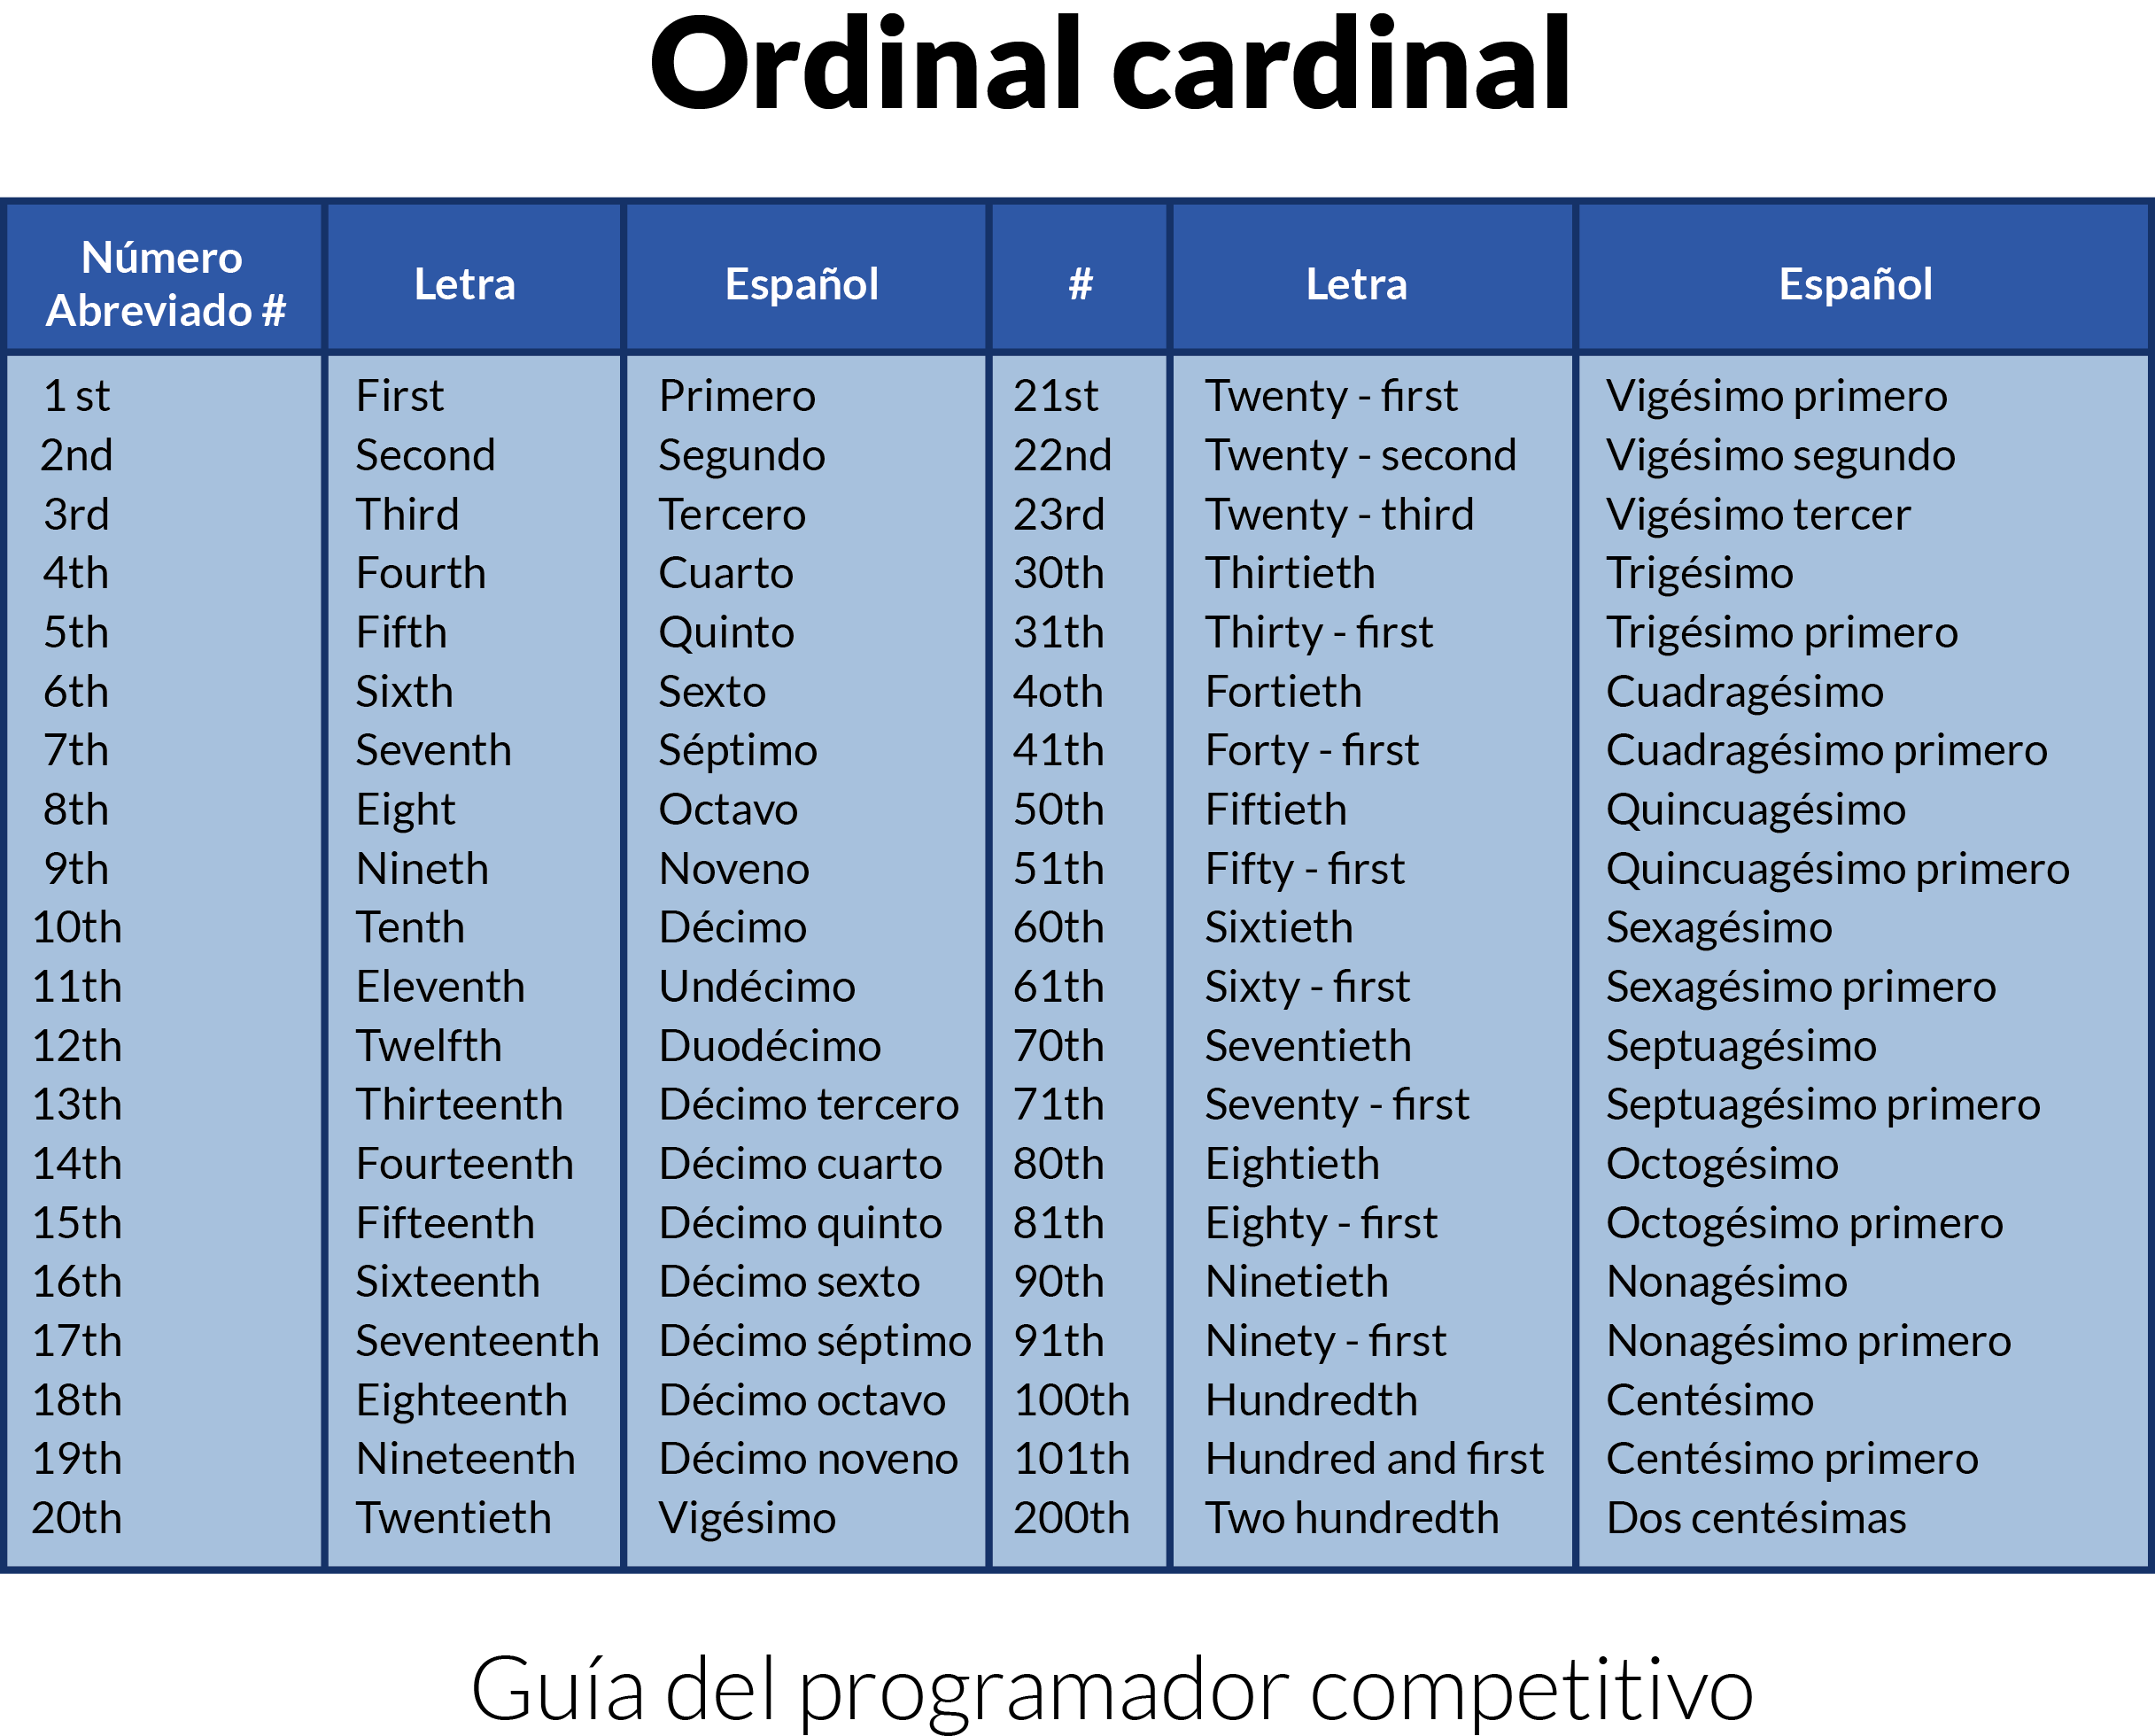 Ordinal cardinal
Número Abreviado # Letra Español # Letra Español
1 st First Primero 21st Twenty - first Vigésimo primero
2nd Second Segundo 22nd Twenty - second Vigésimo segundo
3rd Third Tercero 23rd Twenty - third Vigésimo tercer
4th Fourth Cuarto 30th Thirtieth Trigésimo
5th Fifth Quinto 31th Thirty - first Trigésimo primero
6th Sixth Sexto 4oth Fortieth Cuadragésimo
7th Seventh Séptimo 41th Forty - first Cuadragésimo primero
8th Eight Octavo 50th Fiftieth Quincuagésimo
9th Nineth Noveno 51th Fifty - first Quincuagésimo primero
10th Tenth Décimo 60th Sixtieth Sexagésimo
11th Eleventh Undécimo 61th Sixty - first Sexagésimo primero
12th Twelfth Duodécimo 70th Seventieth Septuagésimo
13th Thirteenth Décimo tercero 71th Seventy - first Septuagésimo primero
14th Fourteenth Décimo cuarto 80th Eightieth Octogésimo
15th Fifteenth Décimo quinto 81th Eighty - first Octogésimo primero
16th Sixteenth Décimo sexto 90th Ninetieth Nonagésimo
17th Seventeenth Décimo séptimo 91th Ninety - first Nonagésimo primero
18th Eighteenth Décimo octavo 100th Hundredth Centésimo
19th Nineteenth Décimo noveno 101th Hundred and first Centésimo primero
20th Twentieth Vigésimo 200th Two hundredth Dos centésimas
Guía del programador competitivo